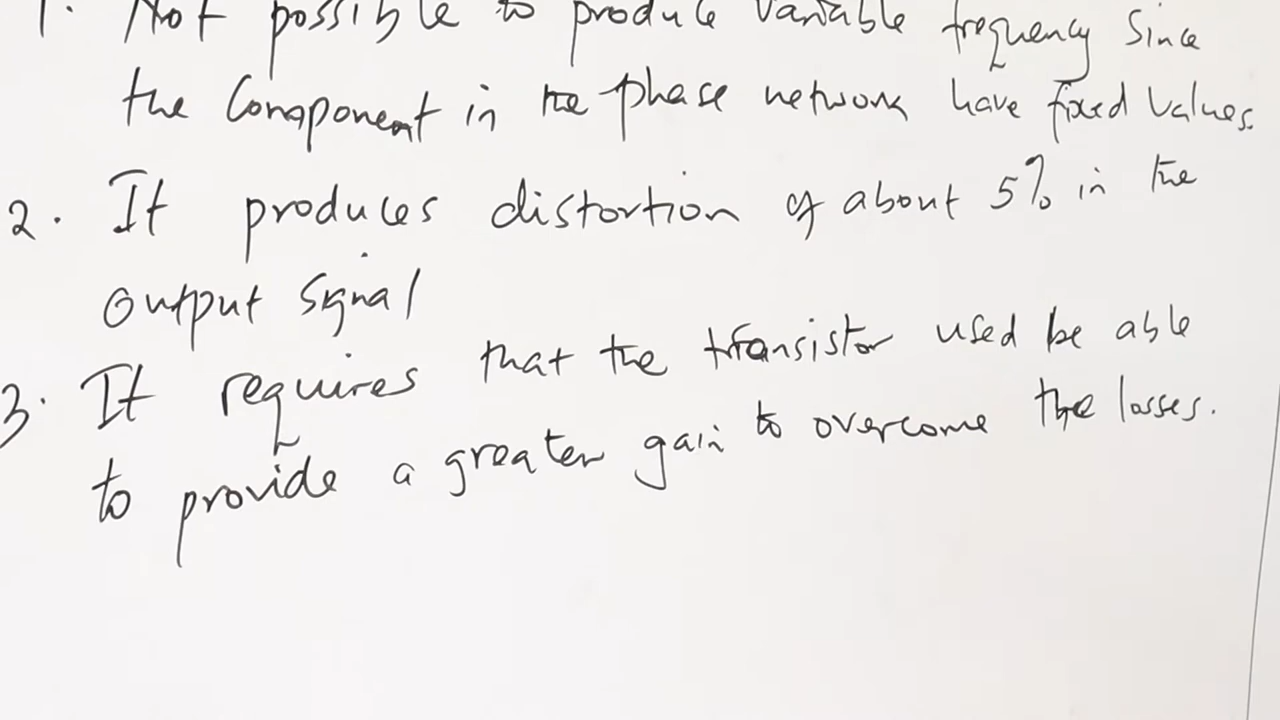 1. Not possible to produce variable frequency since
the Component in the phase network have fixed values.
2. It produces distortion of about 5% in the
output signal
3. It requires that the transistor used be able
to provide a greater gain to overcome the losses.